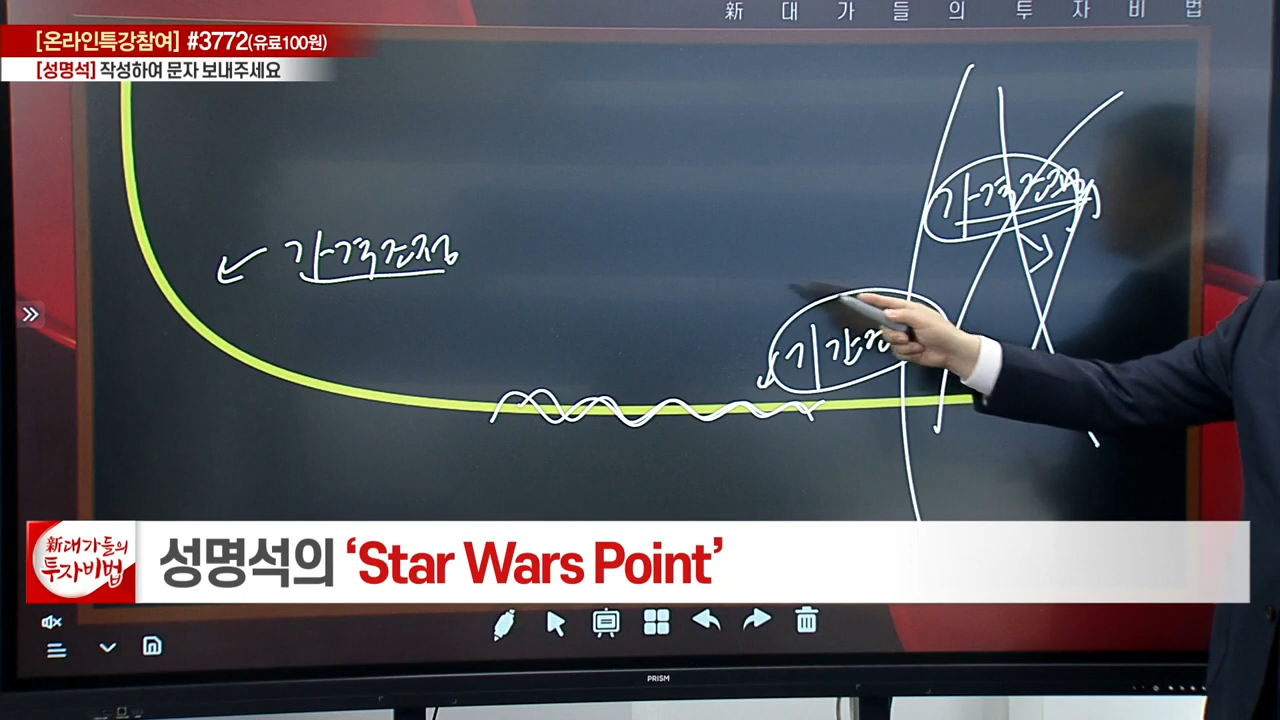 新 대 가 들 의 투 자 비 법
[온라인특강참여] #3772(유료100원)
[성명석] 작성하여 문자 보내주세요
가격조정
가격조정
기간조
新대가들의
투자비법
성명석의 ‘Star Wars Point’
PRISM